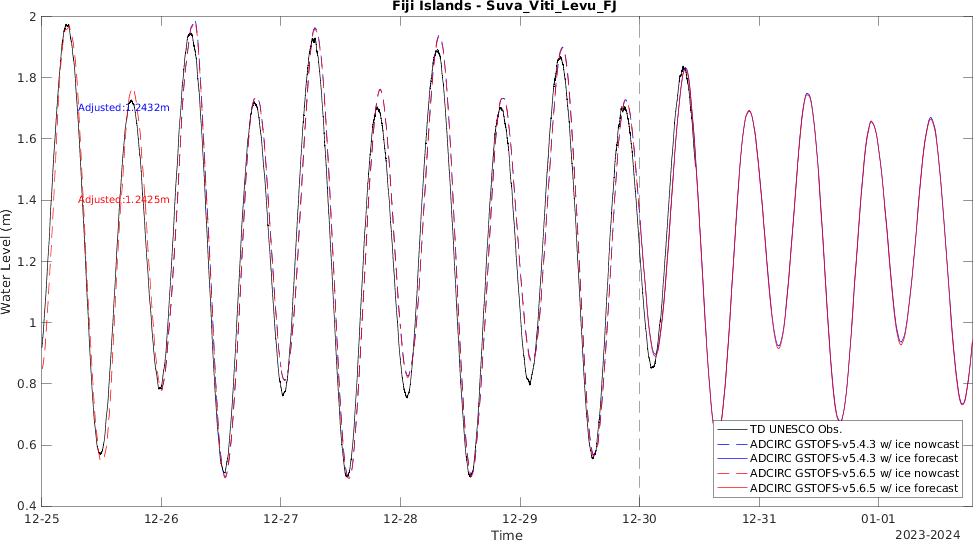 Fiji Islands - Suva_Viti_Levu_FJ
2
1.8
1.6
1.4
1.2
1
0.8
0.6
0.4
Water Level (m)
Adjusted:1.2432m
Adjusted:1.2425m
TD UNESCO Obs.
ADCIRC GSTOFS-v5.4.3 w/ ice nowcast
ADCIRC GSTOFS-v5.4.3 w/ ice forecast
ADCIRC GSTOFS-v5.6.5 w/ ice nowcast
ADCIRC GSTOFS-v5.6.5 w/ ice forecast
12-25 12-26 12-27 12-28 12-29 12-30 12-31 01-01
Time
2023-2024